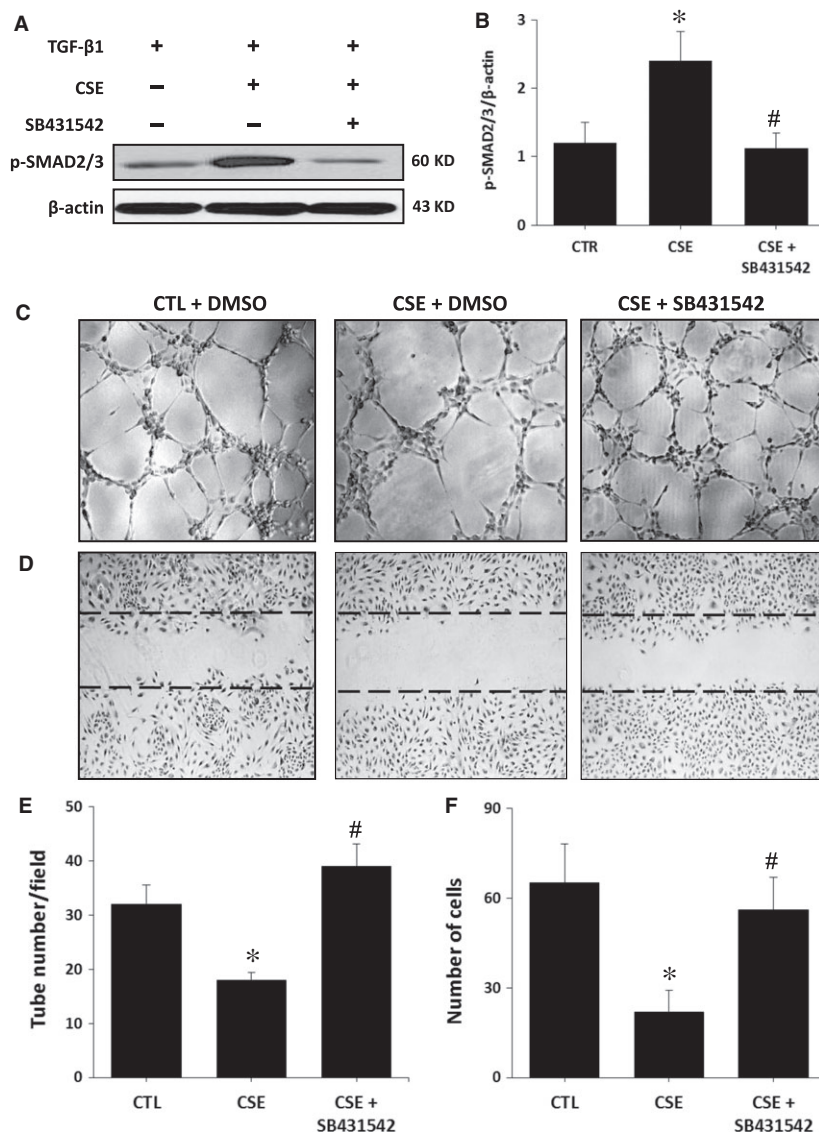 A
TGF-β1 + + +
CSE – + +
SB431542 – – +
p-SMAD2/3 60 KD
β-actin 43 KD
B
p-SMAD2/3/β-actin
3
2
1
0
*
#
CTR CSE CSE +
SB431542
C
CTL + DMSO CSE + DMSO CSE + SB431542
D
E
Tube number/field
50
40
30
20
10
0
*
#
CTL CSE CSE +
SB431542
F
Number of cells
90
60
30
0
*
#
CTL CSE CSE +
SB431542